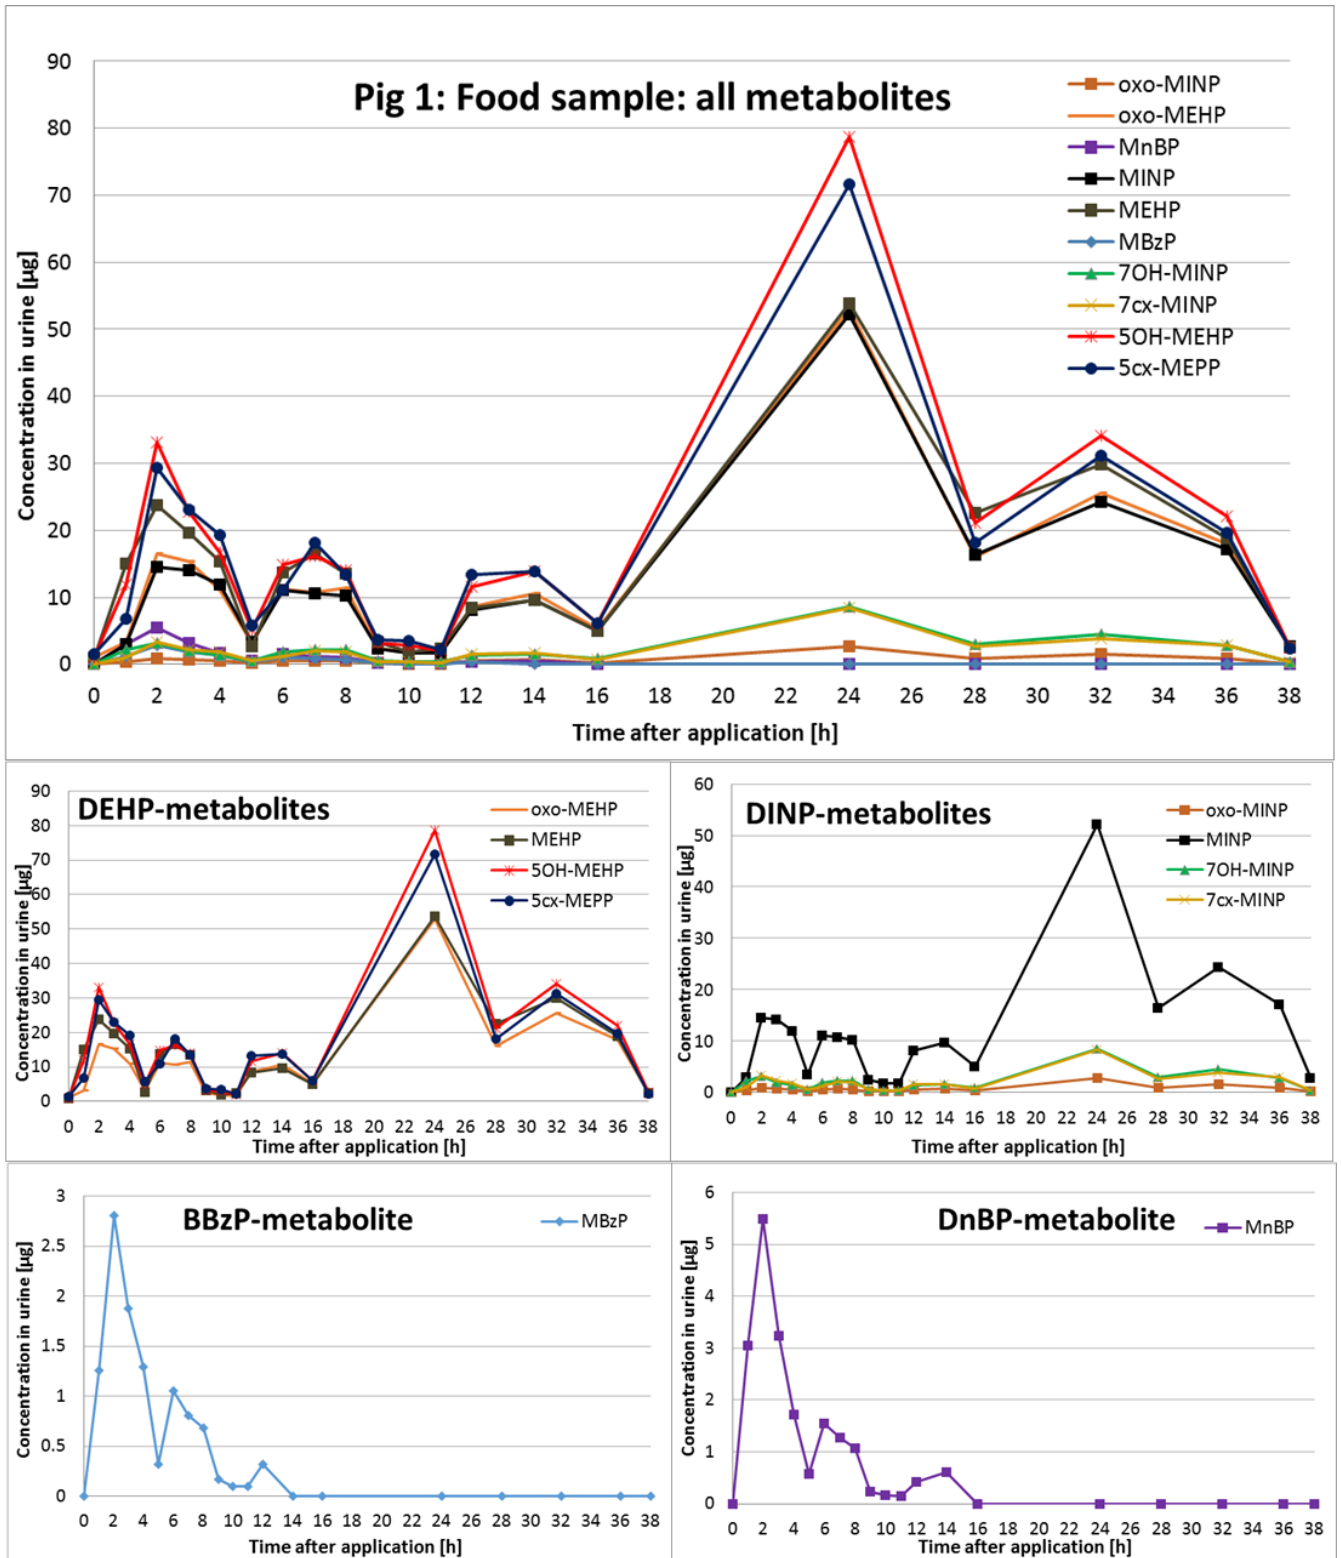 Pig 1: Food sample: all metabolites
Concentration in urine [µg]
90
80
70
60
50
40
30
20
10
0
oxo-MINP
oxo-MEHP
MnBP
MINP
MEHP
MBzP
7OH-MINP
7cx-MINP
5OH-MEHP
5cx-MEPP
0 2 4 6 8 10 12 14 16 18 20 22 24 26 28 30 32 34 36 38
Time after application [h]
DEHP-metabolites
Concentration in urine [µg]
90
80
70
60
50
40
30
20
10
0
oxo-MEHP
MEHP
5OH-MEHP
5cx-MEPP
0 2 4 6 8 10 12 14 16 18 20 22 24 26 28 30 32 34 36 38
Time after application [h]
DINP-metabolites
Concentration in urine [µg]
60
50
40
30
20
10
0
oxo-MINP
MINP
7OH-MINP
7cx-MINP
0 2 4 6 8 10 12 14 16 18 20 22 24 26 28 30 32 34 36 38
Time after application [h]
BBzP-metabolite
Concentration in urine [µg]
3
2.5
2
1.5
1
0.5
0
MBzP
0 2 4 6 8 10 12 14 16 18 20 22 24 26 28 30 32 34 36 38
Time after application [h]
DnBP-metabolite
Concentration in urine [µg]
6
5
4
3
2
1
0
MnBP
0 2 4 6 8 10 12 14 16 18 20 22 24 26 28 30 32 34 36 38
Time after application [h]